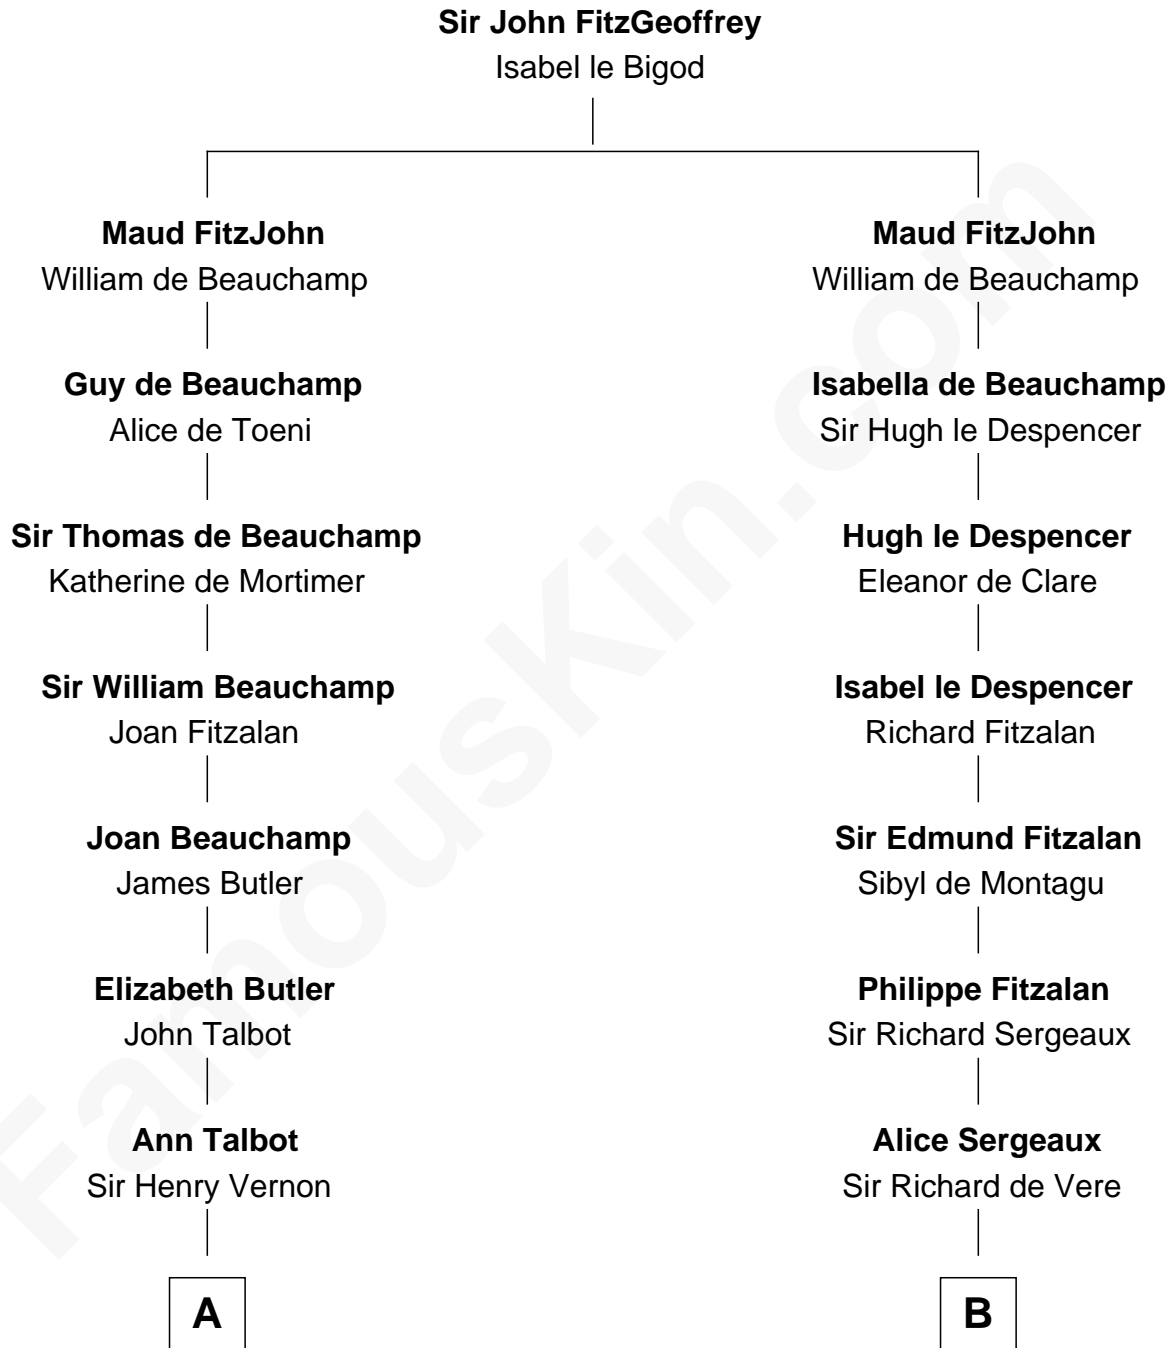 Sir John FitzGeoffrey
Isabel le Bigod
Maud FitzJohn
William de Beauchamp
Guy de Beauchamp
Alice de Toeni
Sir Thomas de Beauchamp
Katherine de Mortimer
Sir William Beauchamp
Joan Fitzalan
Joan Beauchamp
James Butler
Elizabeth Butler
John Talbot
Ann Talbot
Sir Henry Vernon
A
Maud FitzJohn
William de Beauchamp
Isabella de Beauchamp
Sir Hugh le Despencer
Hugh le Despencer
Eleanor de Clare
Isabel le Despencer
Richard Fitzalan
Sir Edmund Fitzalan
Sibyl de Montagu
Philippe Fitzalan
Sir Richard Sergeaux
Alice Sergeaux
Sir Richard de Vere
B
FamousKin.com